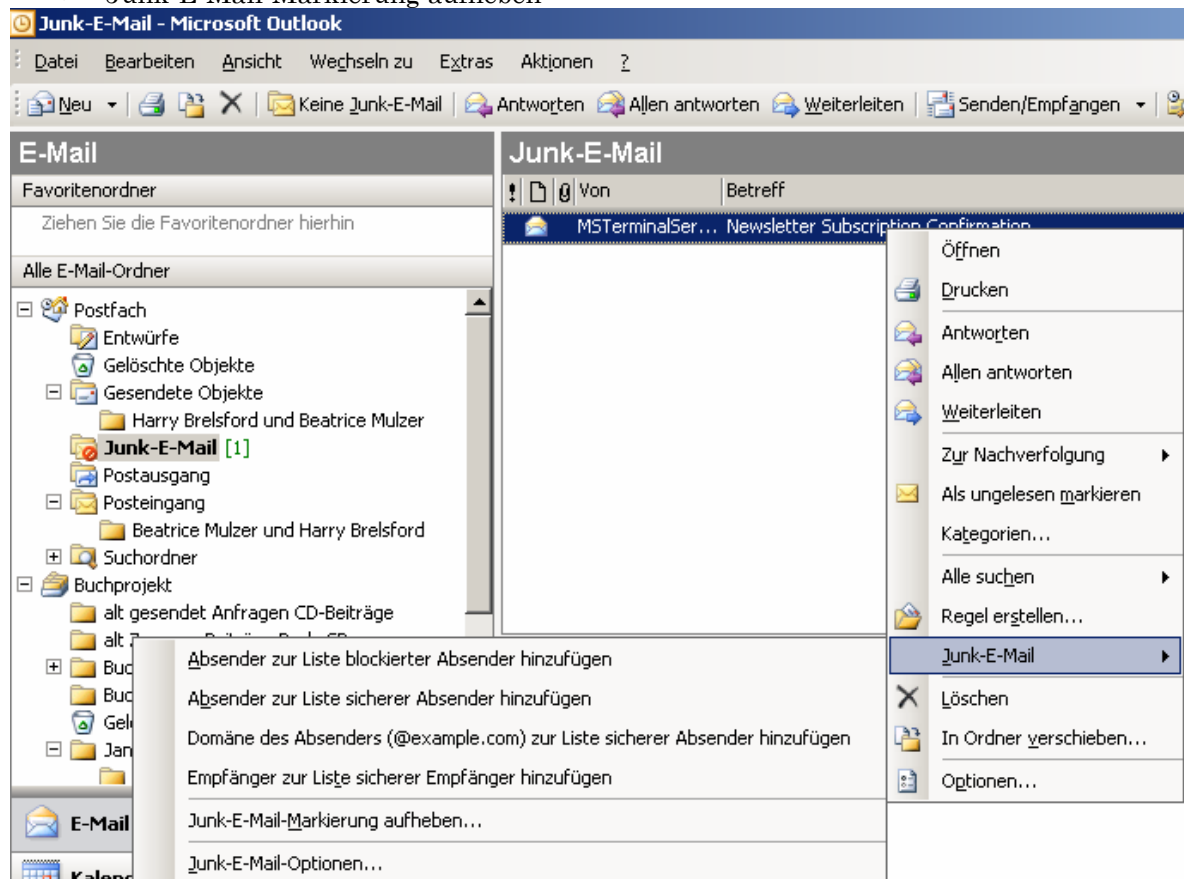 Junk-E-Mail-Markierung aufheben
Junk-E-Mail - Microsoft Outlook
Datei Bearbeiten Ansicht Wechseln zu Extras Aktionen ?
Neu Keine Junk-E-Mail Antworten Allen antworten Weiterleiten Senden/Empfangen
E-Mail
Favoritenordner
Ziehen Sie die Favoritenordner hierhin
Alle E-Mail-Ordner
Postfach
Entwürfe
Gelöschte Objekte
Gesendete Objekte
Harry Brelsford und Beatrice Mulzer
Junk-E-Mail [1]
Postausgang
Posteingang
Beatrice Mulzer und Harry Brelsford
Suchordner
Buchprojekt
alt gesendet Anfragen CD-Beiträge
alt
Buc
Buc
Gel
Jan
E-Mail
Kalend
Junk-E-Mail
Von Betreff
MSTerminalSer... Newsletter Subscription Confirmation
Öffnen
Drucken
Antworten
Allen antworten
Weiterleiten
Zur Nachverfolgung
Als ungelesen markieren
Kategorien...
Alle suchen
Regel erstellen...
Junk-E-Mail
Löschen
In Ordner verschieben...
Optionen...
Absender zur Liste blockierter Absender hinzufügen
Absender zur Liste sicherer Absender hinzufügen
Domäne des Absenders (@example.com) zur Liste sicherer Absender hinzufügen
Empfänger zur Liste sicherer Empfänger hinzufügen
Junk-E-Mail-Markierung aufheben...
Junk-E-Mail-Optionen...